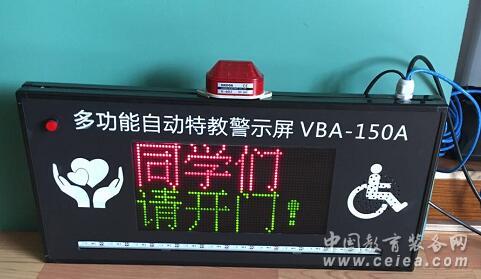 多功能自动特教警示屏 VBA-150A
同学们
请开门!
中国教育装备网
www.ceiea.com